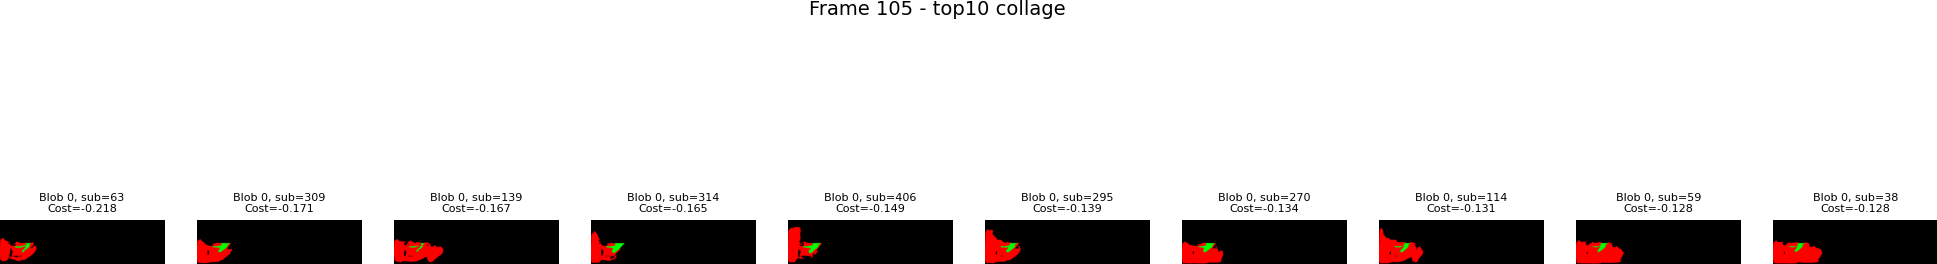 Frame 105 - top10 collage
Blob 0, sub=63
Cost=-0.218
Blob 0, sub=309
Cost=-0.171
Blob 0, sub=139
Cost=-0.167
Blob 0, sub=314
Cost=-0.165
Blob 0, sub=406
Cost=-0.149
Blob 0, sub=295
Cost=-0.139
Blob 0, sub=270
Cost=-0.134
Blob 0, sub=114
Cost=-0.131
Blob 0, sub=59
Cost=-0.128
Blob 0, sub=38
Cost=-0.128